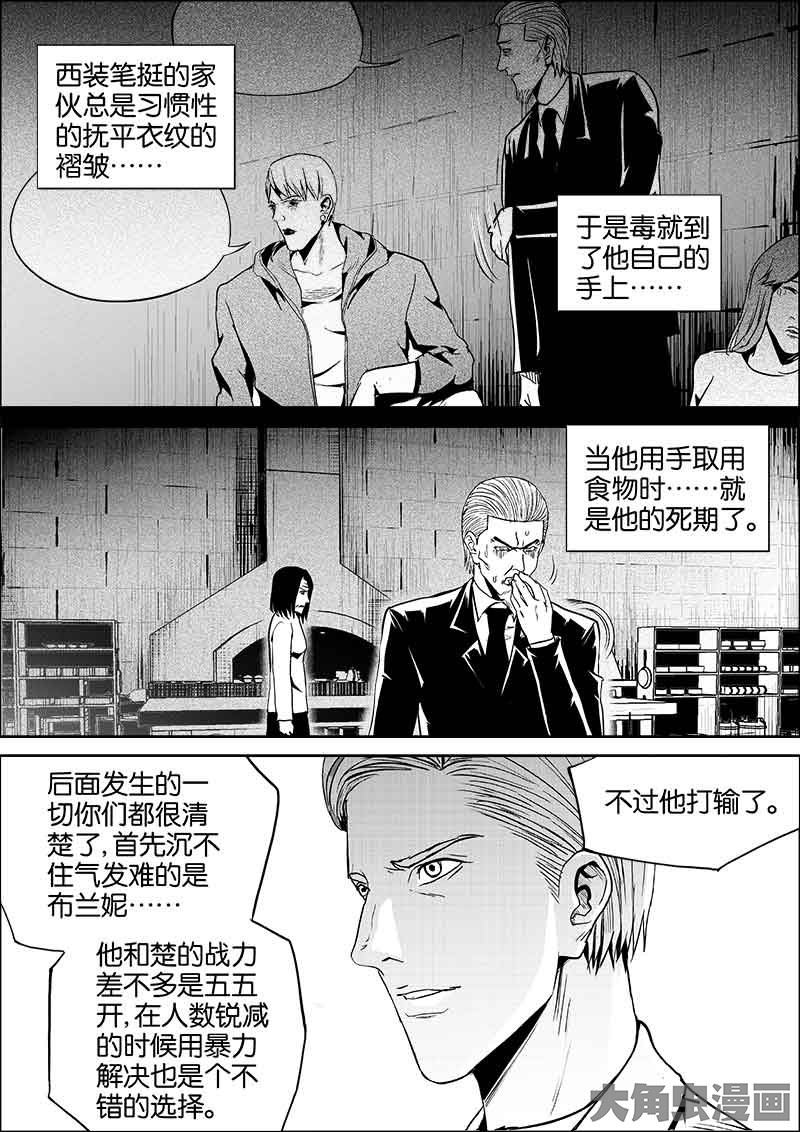 西装笔挺的家
伙总是习惯性
的抚平衣纹的
褶皱……
于是毒就到
了他自己的
手上……
当他用手取用
食物时……就
是他的死期了。
后面发生的一
切你们都很清
楚了,首先沉不
住气发难的是
布兰妮……
他和楚的战力
差不多是五五
开,在人数锐减
的时候用暴力
解决也是个不
错的选择。
不过他打输了。
大角虫漫画